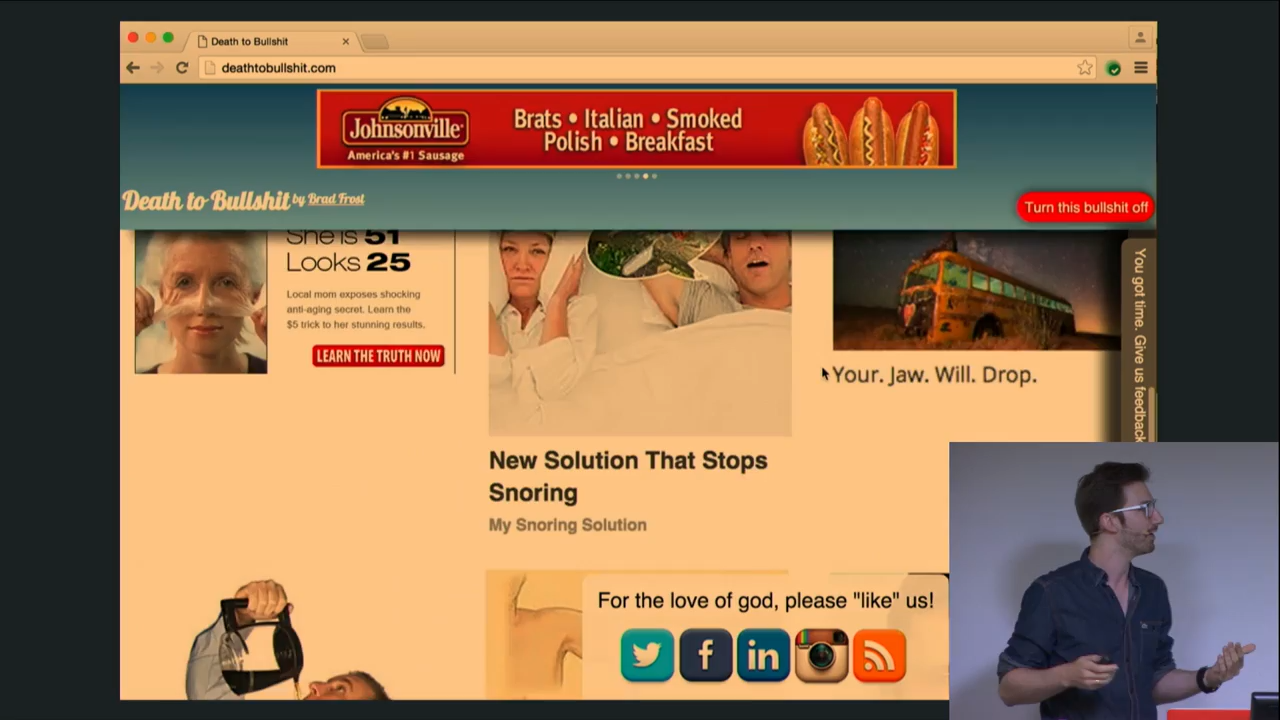 Death to Bullshit
deathtobullshit.com
Johnsonville
America's #1 Sausage
Brats • Italian • Smoked
Polish • Breakfast
Death to Bullshit by Brad Frost
Turn this bullshit off
She is 51
Looks 25
Local mom exposes shocking
anti-aging secret. Learn the
$5 trick to her stunning results.
LEARN THE TRUTH NOW
Your. Jaw. Will. Drop.
You got time. Give us feedback
New Solution That Stops
Snoring
My Snoring Solution
For the love of god, please "like" us!
f
in